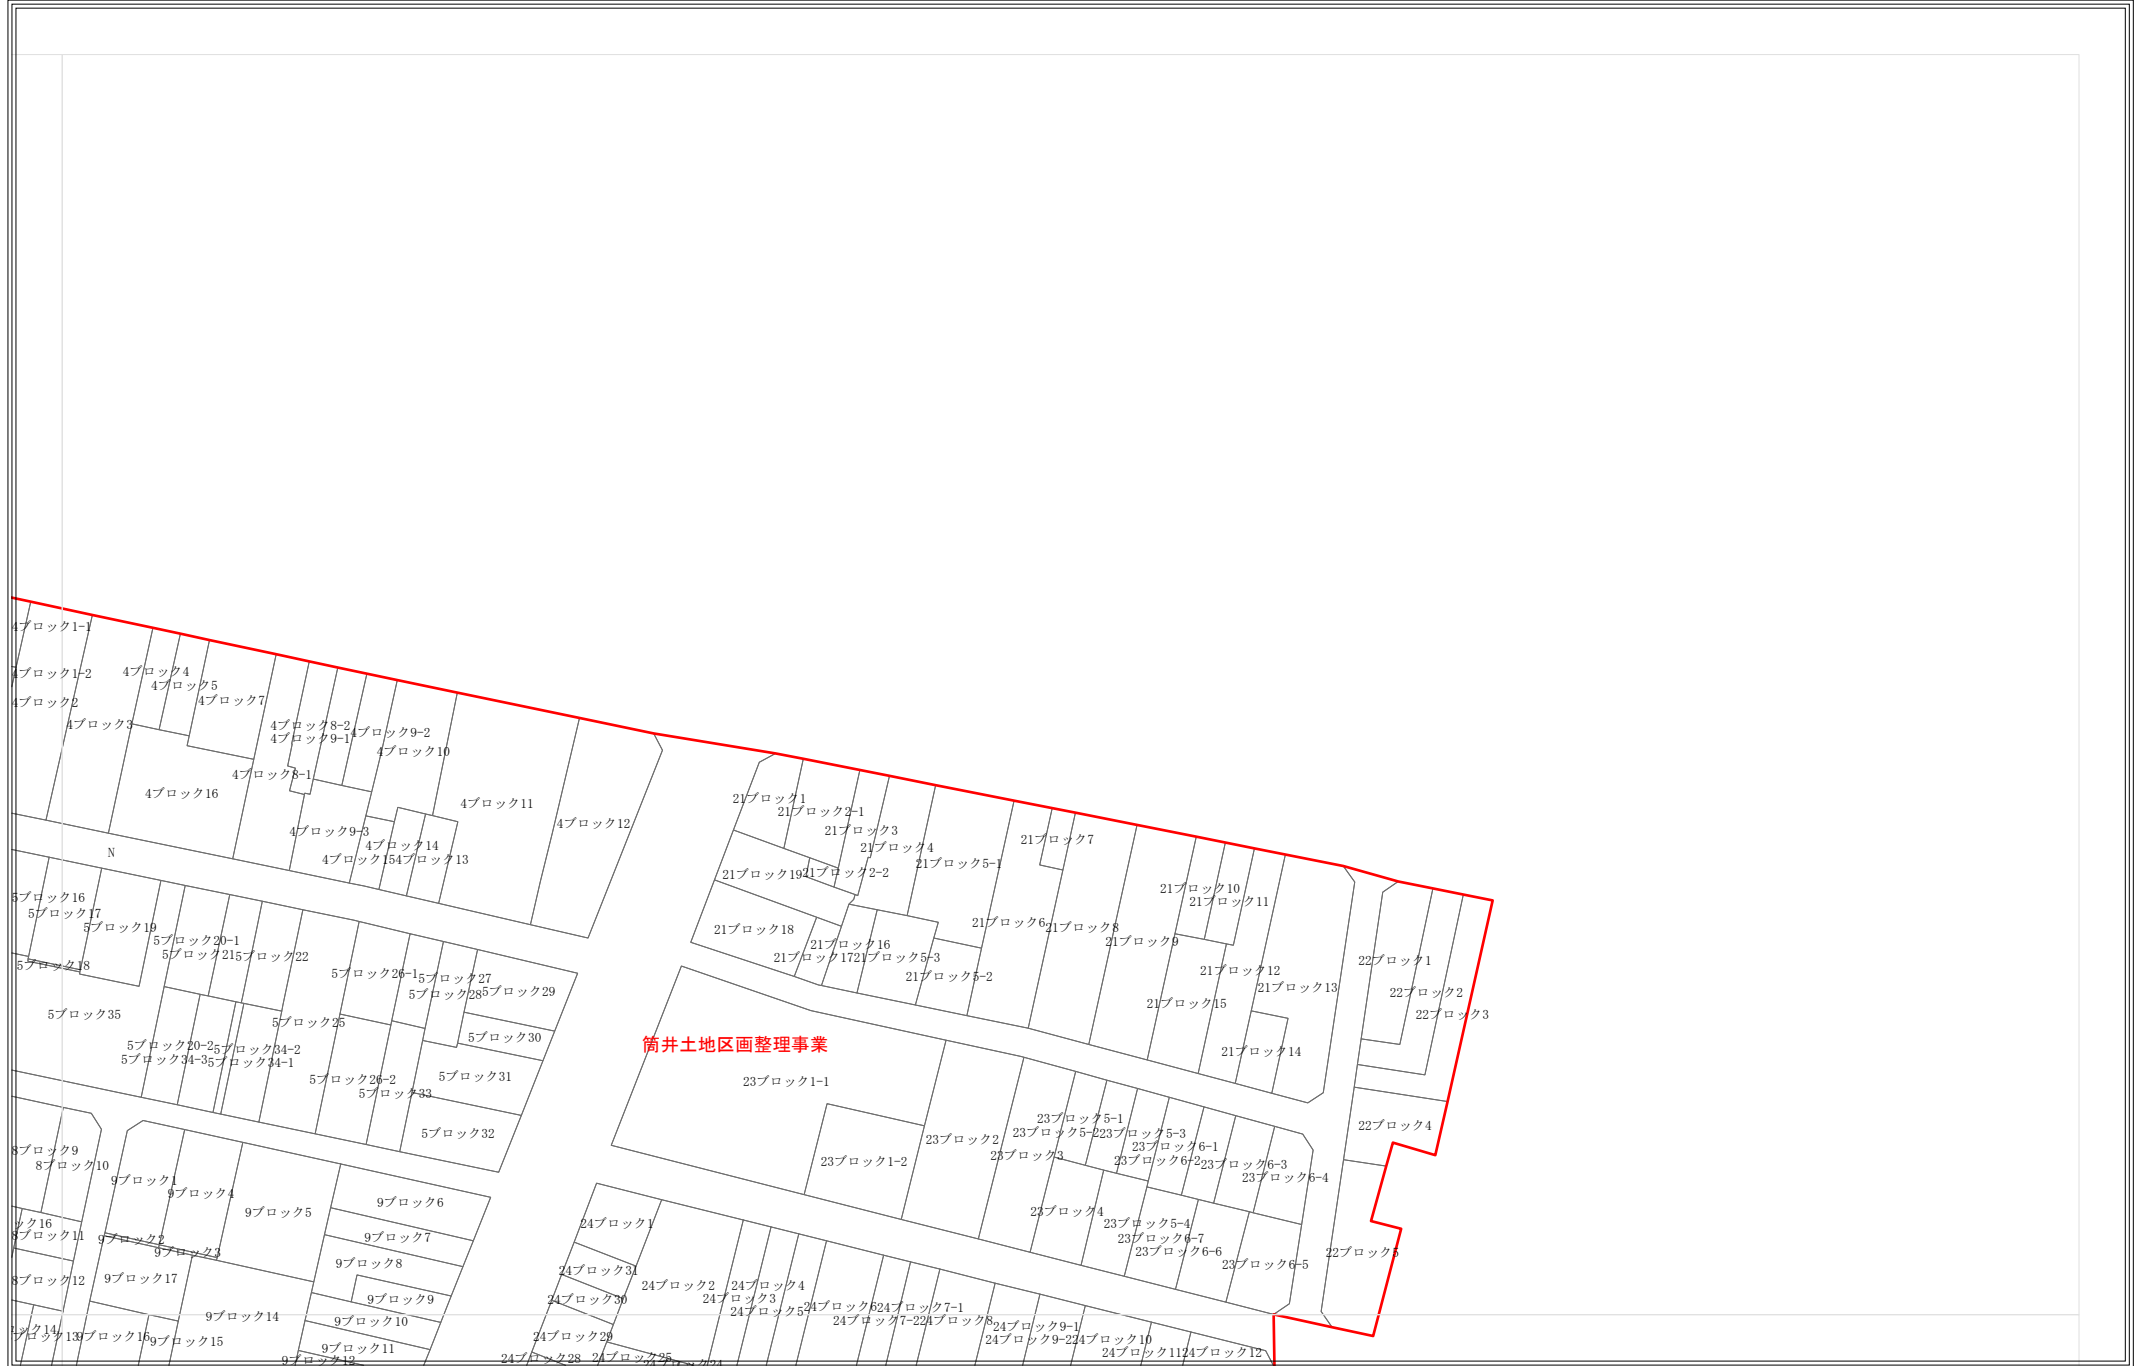 4ブロック1-1
4ブロック1-2
4ブロック2
4ブロック3
4ブロック4
4ブロック5
4ブロック7
4ブロック8-2
4ブロック9-1
4ブロック9-2
4ブロック10
4ブロック8-1
4ブロック16
4ブロック9-3
4ブロック14
4ブロック15
4ブロック13
4ブロック11
4ブロック12
N
5ブロック16
5ブロック17
5ブロック19
5ブロック18
5ブロック20-1
5ブロック21
5ブロック22
5ブロック26-1
5ブロック27
5ブロック28
5ブロック29
5ブロック35
5ブロック25
5ブロック30
5ブロック20-2
5ブロック34-2
5ブロック34-3
5ブロック34-1
5ブロック26-2
5ブロック33
5ブロック31
5ブロック32
21ブロック1
21ブロック2-1
21ブロック3
21ブロック4
21ブロック5-1
21ブロック7
21ブロック19
21ブロック2-2
21ブロック10
21ブロック11
21ブロック6
21ブロック8
21ブロック9
21ブロック18
21ブロック16
21ブロック17
21ブロック5-3
21ブロック5-2
21ブロック12
21ブロック13
21ブロック15
21ブロック14
22ブロック1
22ブロック2
22ブロック3
22ブロック4
22ブロック5
筒井土地区画整理事業
23ブロック1-1
23ブロック1-2
23ブロック2
23ブロック3
23ブロック5-1
23ブロック5-2
23ブロック5-3
23ブロック6-1
23ブロック6-2
23ブロック6-3
23ブロック6-4
23ブロック4
23ブロック5-4
23ブロック6-7
23ブロック6-6
23ブロック6-5
8ブロック9
8ブロック10
ック16
8ブロック11
8ブロック12
ック14
ブロック13
9ブロック1
9ブロック4
9ブロック5
9ブロック6
9ブロック2
9ブロック3
9ブロック7
9ブロック8
9ブロック17
9ブロック9
9ブロック14
9ブロック10
9ブロック16
9ブロック15
9ブロック11
9ブロック12
24ブロック1
24ブロック31
24ブロック2
24ブロック30
24ブロック4
24ブロック3
24ブロック5
24ブロック6
24ブロック7-1
24ブロック7-2
24ブロック8
24ブロック9-1
24ブロック9-2
24ブロック10
24ブロック11
24ブロック12
24ブロック29
24ブロック28
24ブロック25
24ブロック24